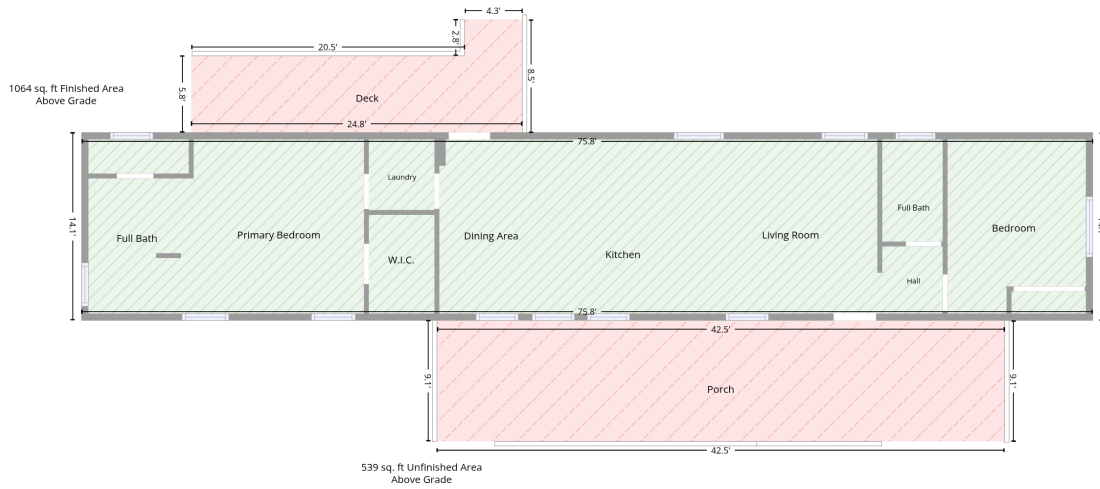 4.3'
2.8'
20.5'
8.5'
5.8'
1064 sq. ft Finished Area
Above Grade
Deck
24.8'
75.8'
Laundry
14.1'
Full Bath
Primary Bedroom
W.I.C.
Dining Area
Kitchen
Living Room
Full Bath
Hall
Bedroom
75.8'
42.5'
9.1'
9.1'
Porch
42.5'
539 sq. ft Unfinished Area
Above Grade